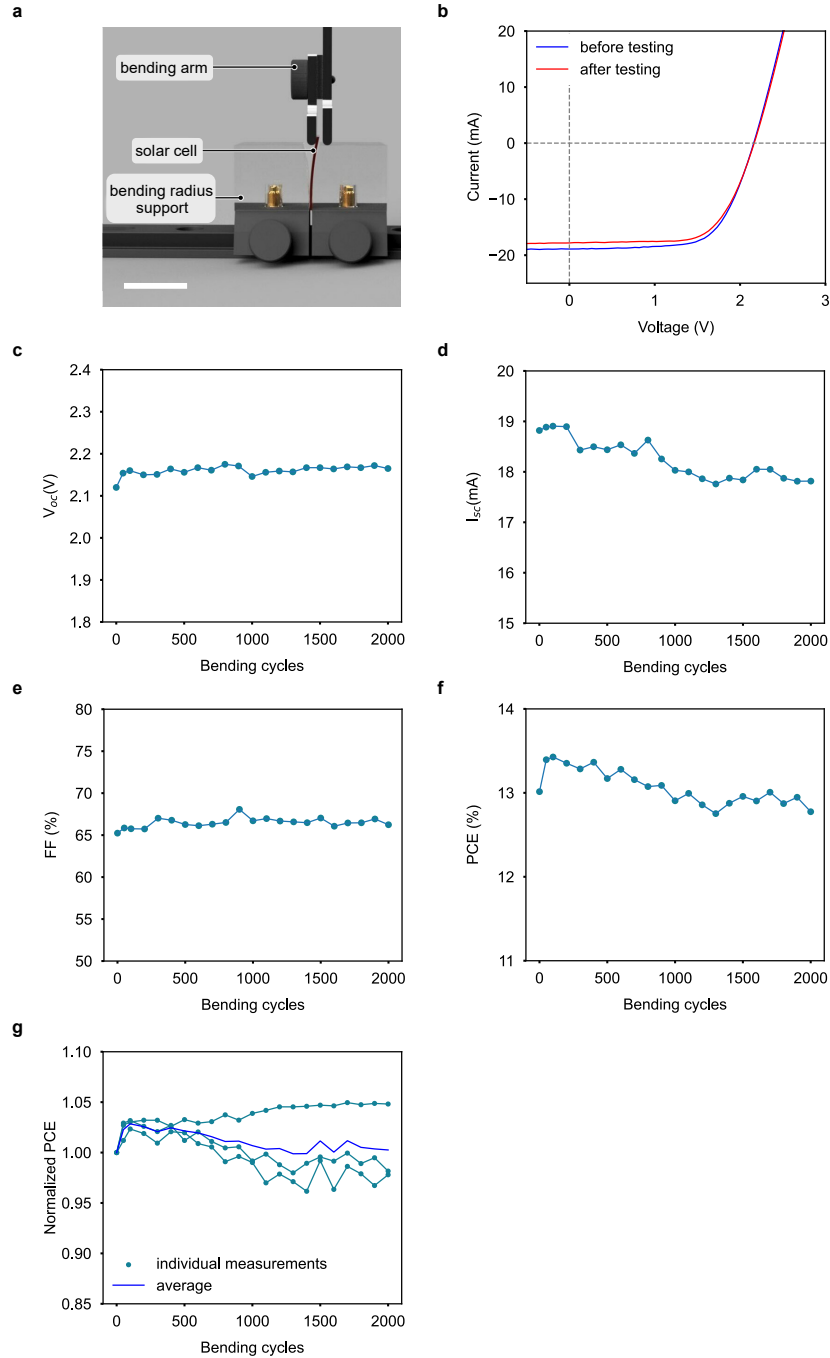 a
bending arm
solar cell
bending radius
support
b
before testing
after testing
Current (mA)
20
10
0
−10
−20
0
1
2
3
Voltage (V)
c
V_oc(V)
2.4
2.3
2.2
2.1
2.0
1.9
1.8
0
500
1000
1500
2000
Bending cycles
d
I_sc(mA)
20
19
18
17
16
15
0
500
1000
1500
2000
Bending cycles
e
FF (%)
80
75
70
65
60
55
50
0
500
1000
1500
2000
Bending cycles
f
PCE (%)
14
13
12
11
0
500
1000
1500
2000
Bending cycles
g
Normalized PCE
1.10
1.05
1.00
0.95
0.90
0.85
individual measurements
average
0
500
1000
1500
2000
Bending cycles